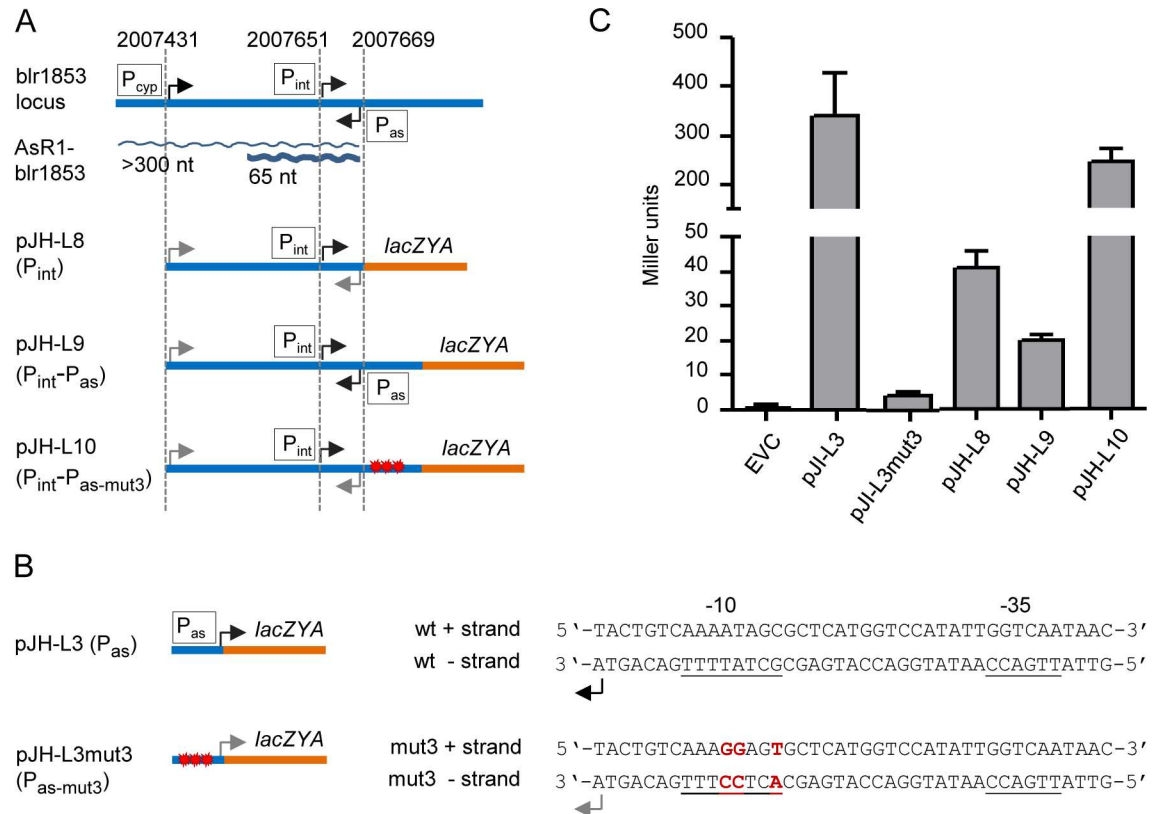 A
2007431 2007651 2007669
blr1853 locus
Pcyp
Pint
Pas
AsR1-blr1853
>300 nt
65 nt
pJH-L8
(Pint)
Pint
lacZYA
pJH-L9
(Pint-Pas)
Pint
lacZYA
Pas
pJH-L10
(Pint-Pas-mut3)
Pint
lacZYA
C
Miller units
500
400
300
200
50
40
30
20
10
0
EVC
pJI-L3
pJI-L3mut3
pJH-L8
pJH-L9
pJH-L10
B
pJH-L3 (Pas)
Pas
lacZYA
-10 -35
wt + strand 5‘-TACTGTCAAAATAGCGCTCATGGTCCATATTGGTCAATAAC-3’
wt - strand 3‘-ATGACAGTTTTATCGCGAGTACCAGGTATAACCAGTTATTG-5’
pJH-L3mut3
(Pas-mut3)
lacZYA
mut3 + strand 5‘-TACTGTCAAAGGAGTGCTCATGGTCCATATTGGTCAATAAC-3’
mut3 - strand 3‘-ATGACAGTTTCCTCACGAGTACCAGGTATAACCAGTTATTG-5’